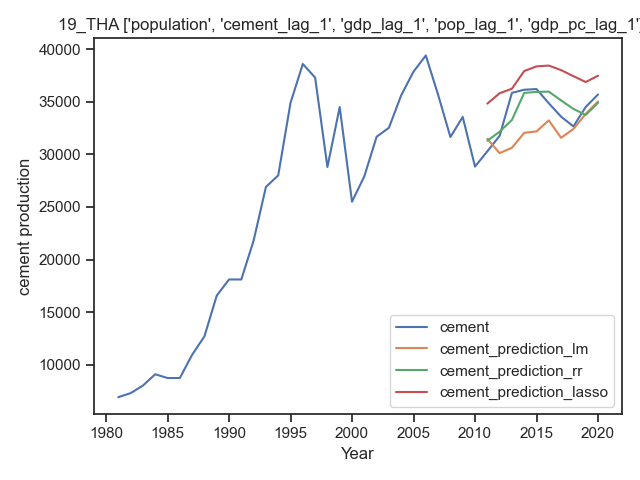 19_THA ['population', 'cement_lag_1', 'gdp_lag_1', 'pop_lag_1', 'gdp_pc_lag_1']
40000
35000
30000
25000
20000
15000
10000
cement production
1980 1985 1990 1995 2000 2005 2010 2015 2020
Year
cement
cement_prediction_lm
cement_prediction_rr
cement_prediction_lasso